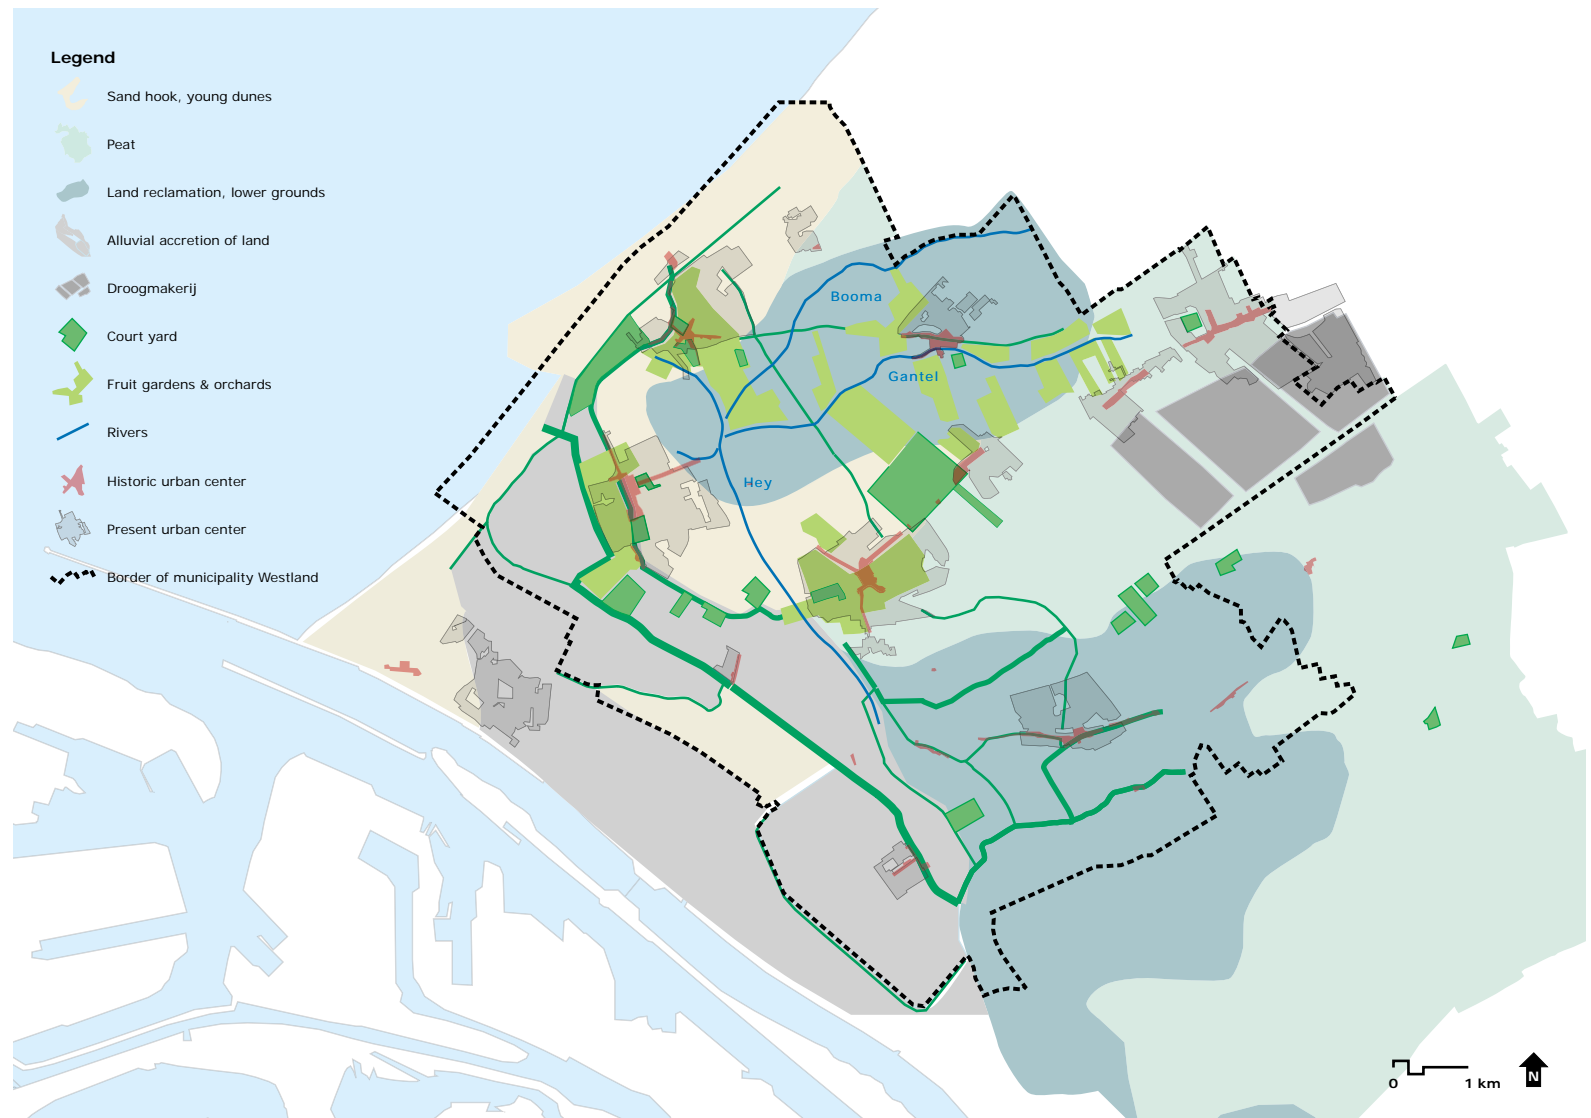 Legend
Sand hook, young dunes
Peat
Land reclamation, lower grounds
Alluvial accretion of land
Droogmakerij
Court yard
Fruit gardens & orchards
Rivers
Historic urban center
Present urban center
Border of municipality Westland
Booma
Gantel
Hey
0 1 km
N